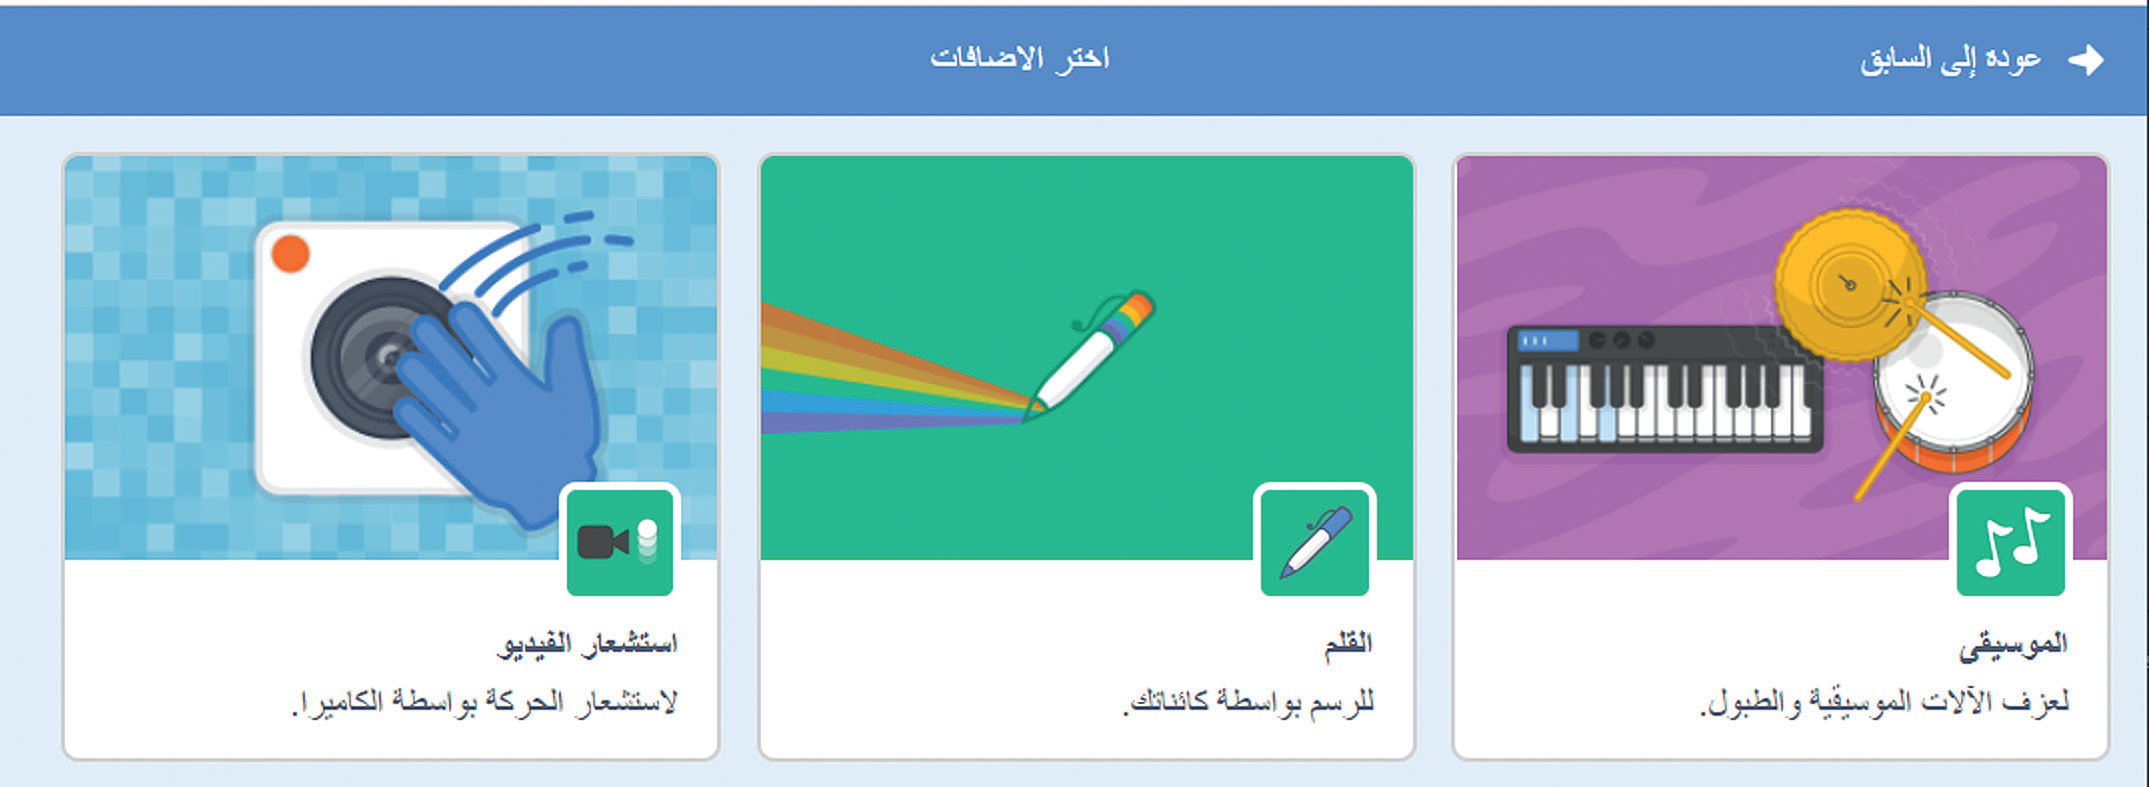 عودة إلى السابق
اختر الاضافات
الموسيقى
لعزف الآلات الموسيقية والطبول.
القلم
للرسم بواسطة كائناتك.
استشعار الفيديو
لاستشعار الحركة بواسطة الكاميرا.